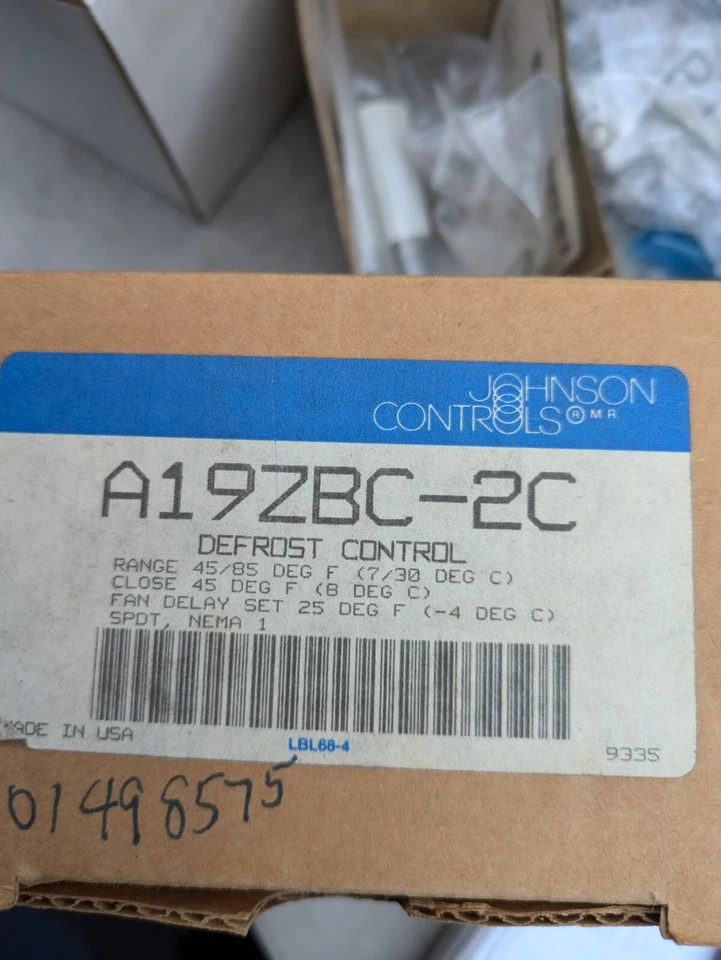 JOHNSON
CONTROLS ® M R
A19ZBC-2C
DEFROST CONTROL
RANGE 45/85 DEG F (7/30 DEG C)
CLOSE 45 DEG F (8 DEG C)
FAN DELAY SET 25 DEG F (-4 DEG C)
SPDT, NEMA 1
MADE IN USA
LBL68-4
9335
01498575